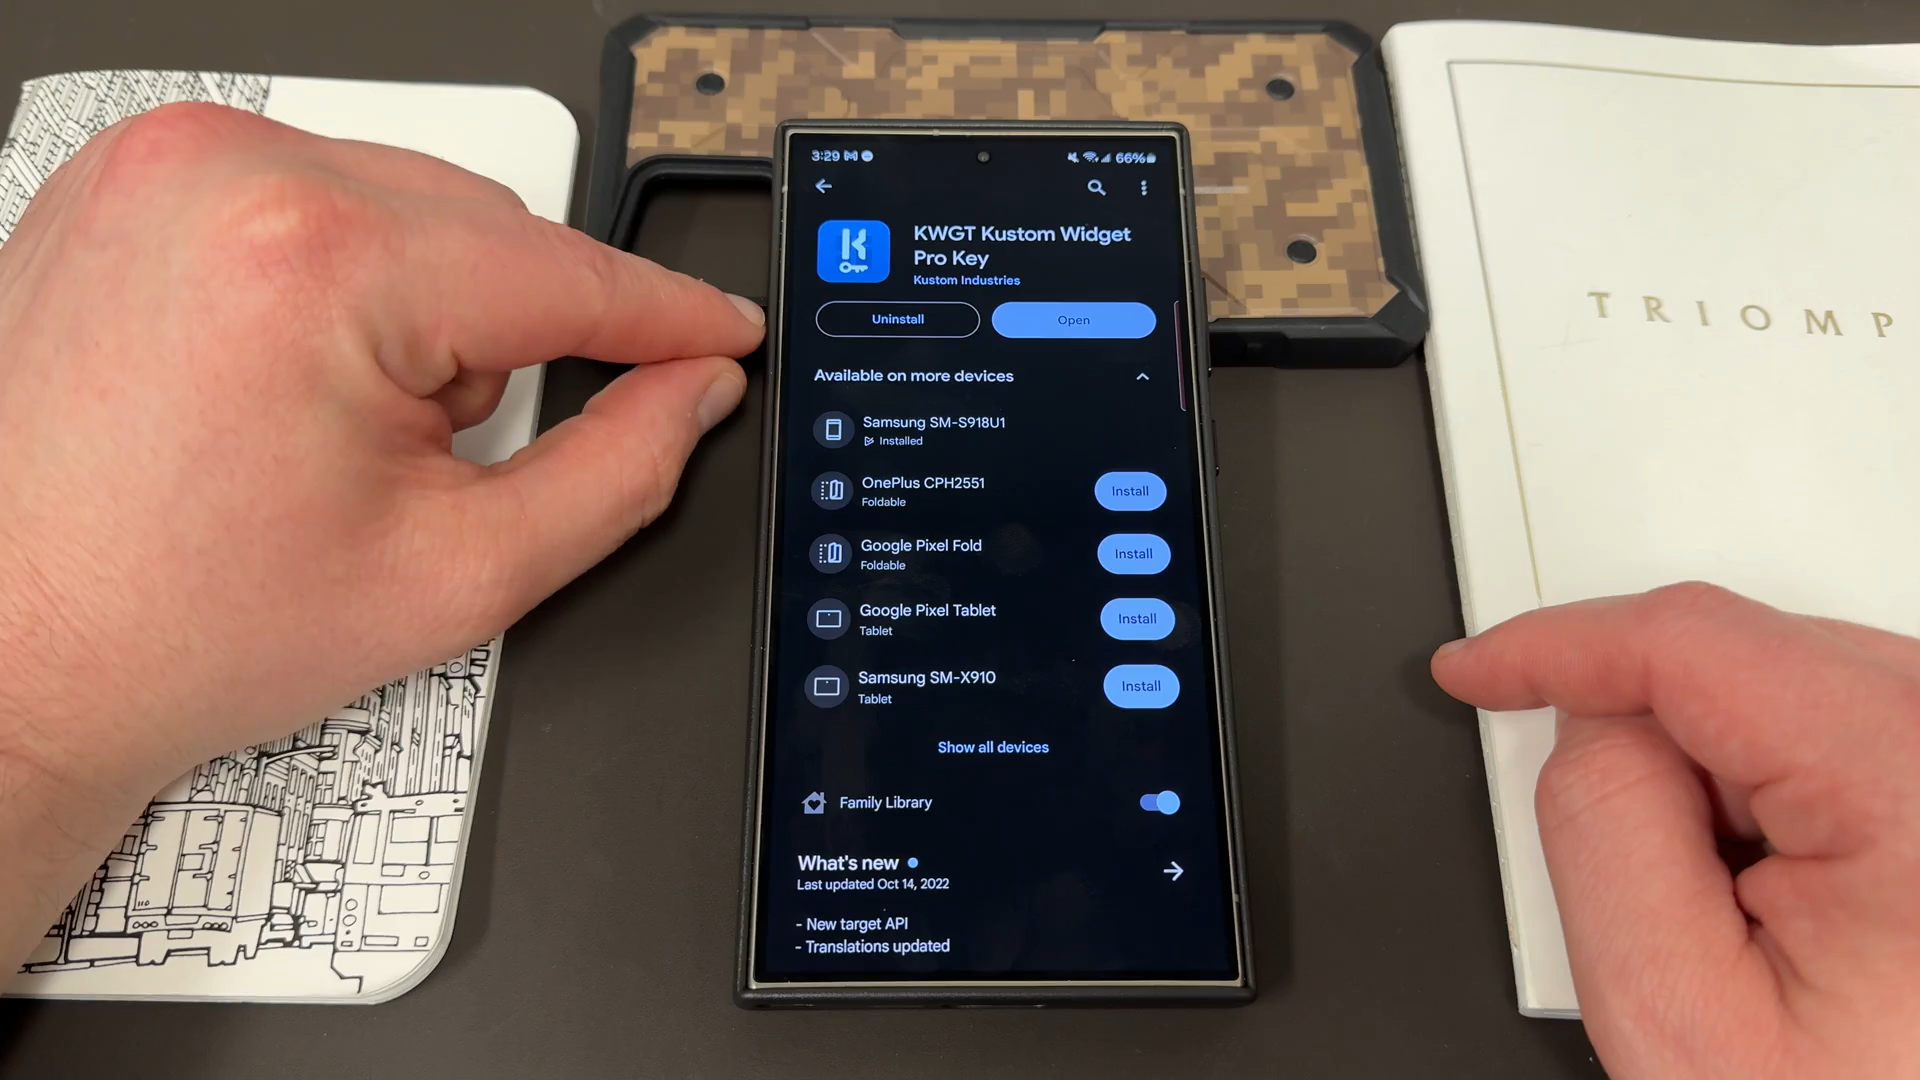 3:29
66%
KWGT Kustom Widget
Pro Key
Kustom Industries
Uninstall
Open
Available on more devices
Samsung SM-S918U1
Installed
OnePlus CPH2551
Foldable
Install
Google Pixel Fold
Foldable
Install
Google Pixel Tablet
Tablet
Install
Samsung SM-X910
Tablet
Install
Show all devices
Family Library
What's new
Last updated Oct 14, 2022
- New target API
- Translations updated
TRIOMP
110